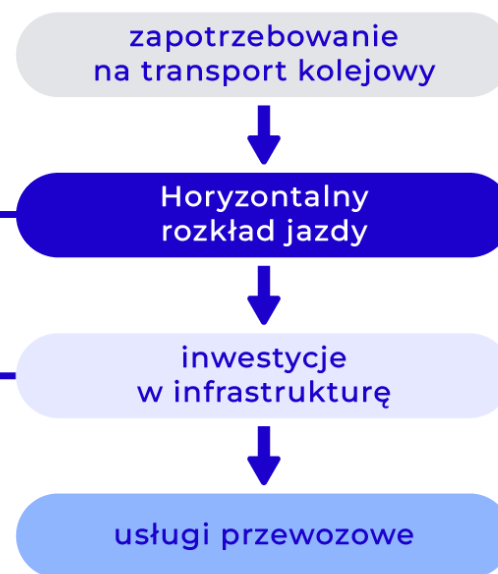 zapotrzebowanie
na transport kolejowy
Horyzontalny
rozkład jazdy
inwestycje
w infrastrukturę
usługi przewozowe